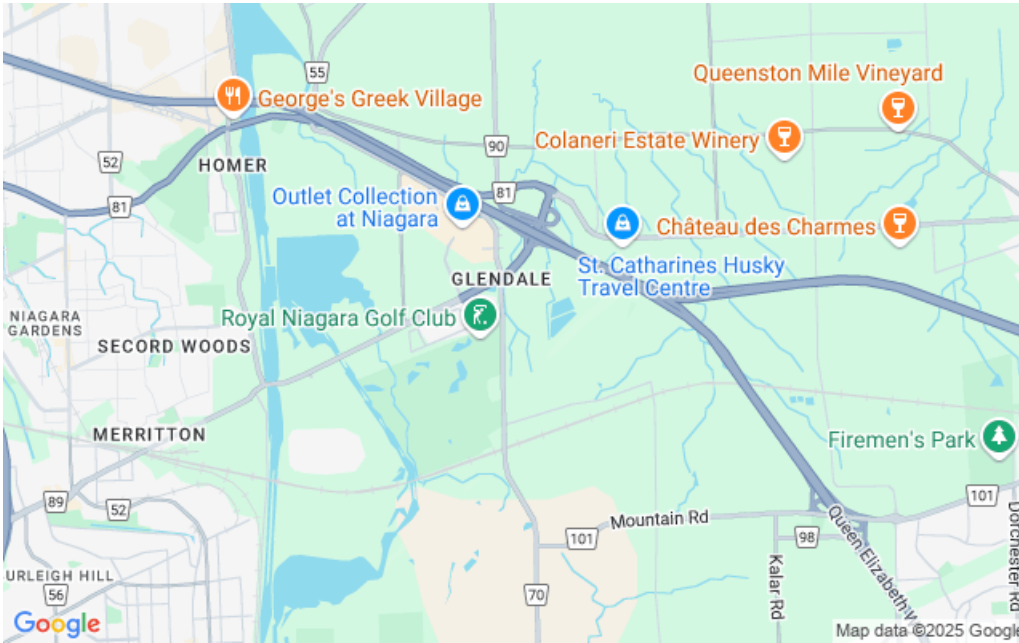 55
Queenston Mile Vineyard
George's Greek Village
90
Colaneri Estate Winery
52
HOMER
Outlet Collection
at Niagara
81
81
Château des Charmes
St. Catharines Husky
Travel Centre
GLENDALE
NIAGARA
GARDENS
Royal Niagara Golf Club
SECORD WOODS
MERRITTON
Firemen's Park
89
52
101
Mountain Rd
101
98
Queen Elizabeth W
Dorchester Rd
Kalar Rd
URLEIGH HILL
56
70
Google
Map data ©2025 Google